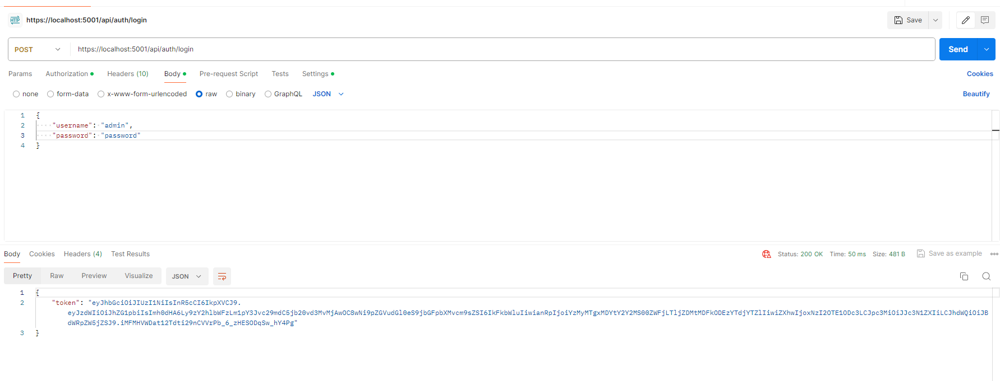 HTTP https://localhost:5001/api/auth/login Save
POST https://localhost:5001/api/auth/login Send
Params Authorization Headers (10) Body Pre-request Script Tests Settings Cookies
none form-data x-www-form-urlencoded raw binary GraphQL JSON Beautify
1 {
2 "username": "admin",
3 "password": "password"
4 }
Body Cookies Headers (4) Test Results Status: 200 OK Time: 50 ms Size: 481 B Save as example
Pretty Raw Preview Visualize JSON
1 {
2 "token": "eyJhbGciOiJIUzI1NiIsInR5cCI6IkpXVCJ9.
eyJzdWIiOiJhZG1pbiIsImh0dHA6Ly9zY2hlbWFzLm1pY3Jvc29mdC5jb20vd3MvMjAwOC8wNi9pZGVudGl0eS9jbGFpbXMvcm9sZSI6IkFkbWluIiwianRpIjoiYzMyMTgxMDYtY2Y2MS00ZWFjLTljZDMtMDFkODEzYTdjYTZlIiwiZXhwIjoxNzI2OTE1ODc3LCJpc3MiOiJJc3N1ZXIiLCJhdWQiOiJB
dWRpZW5jZSJ9.iMFMHVWDat12Tdti29nCVVrPb_6_zHESODqSw_hY4Pg"
3 }